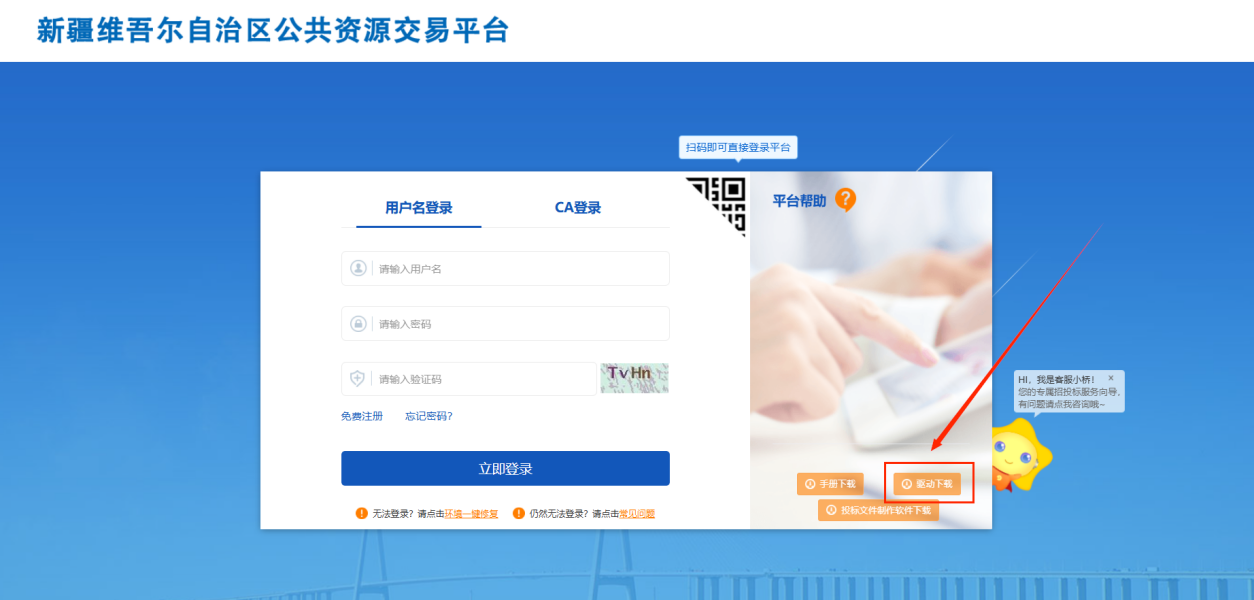 新疆维吾尔自治区公共资源交易平台
扫码即可直接登录平台
用户名登录
CA登录
平台帮助
?
请输入用户名
请输入密码
请输入验证码
TvHn
免费注册
忘记密码?
立即登录
! 无法登录?请点击环境一键修复
! 仍然无法登录?请点击常见问题
手册下载
驱动下载
投标文件制作软件下载
HI,我是客服小桥! ×
您的专属招投标服务向导,
有问题请点我咨询哦~